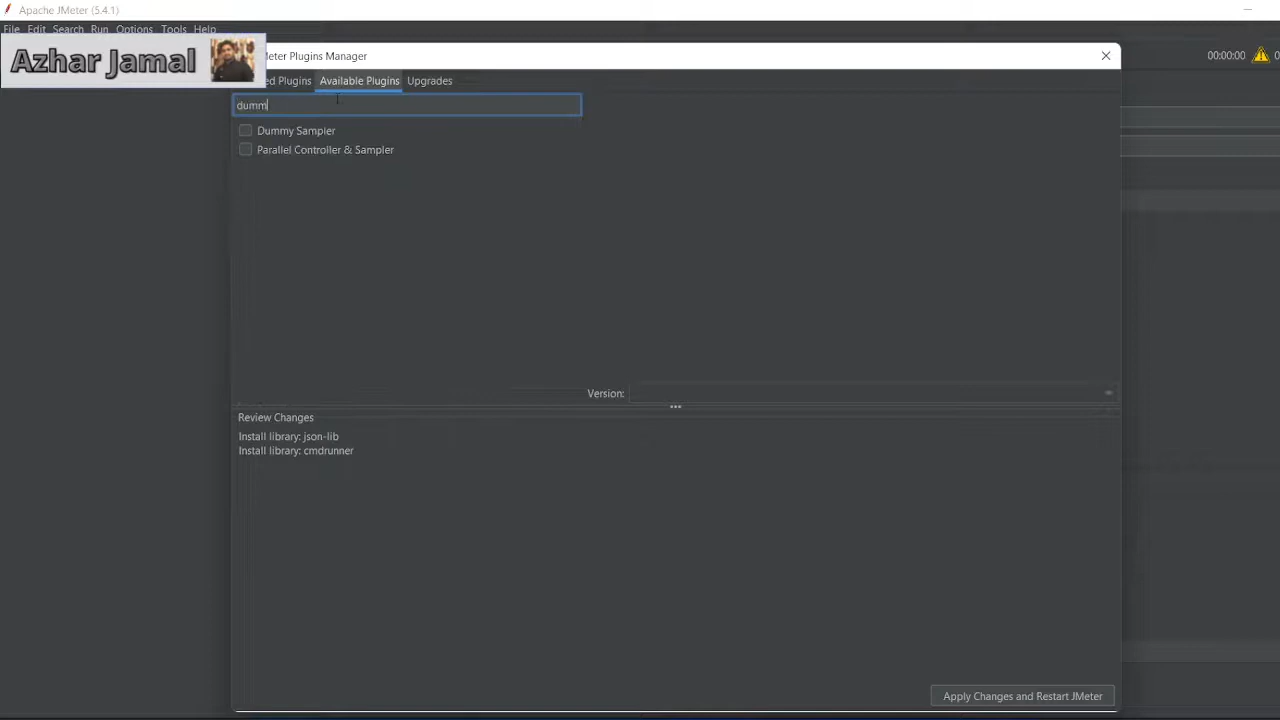 Apache JMeter (5.4.1)
File Edit Search Run Options Tools Help
Azhar Jamal
Meter Plugins Manager
00:00:00
ed Plugins Available Plugins Upgrades
dumm
Dummy Sampler
Parallel Controller & Sampler
Version:
Review Changes
Install library: json-lib
Install library: cmdrunner
Apply Changes and Restart JMeter